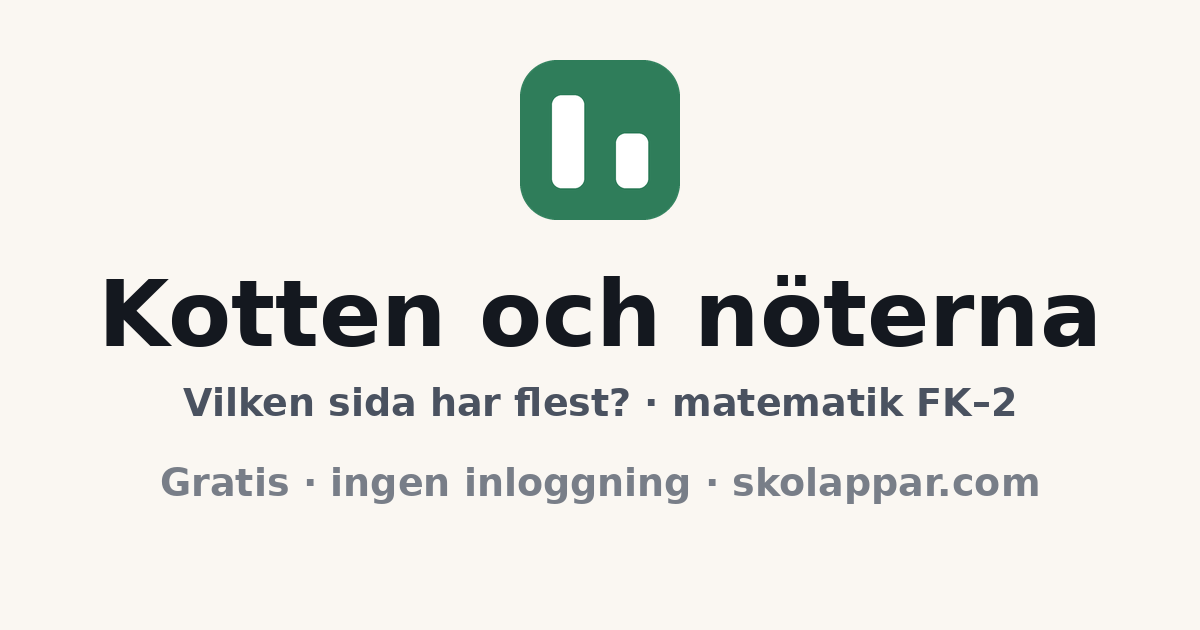 Kotten och nöterna
Vilken sida har flest? · matematik FK–2
Gratis · ingen inloggning · skolappar.com